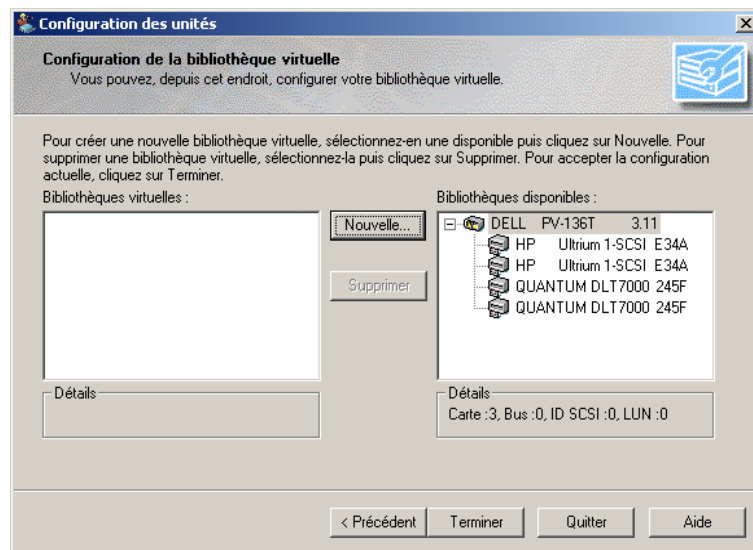 Configuration des unités
Configuration de la bibliothèque virtuelle
Vous pouvez, depuis cet endroit, configurer votre bibliothèque virtuelle.
Pour créer une nouvelle bibliothèque virtuelle, sélectionnez-en une disponible puis cliquez sur Nouvelle. Pour
supprimer une bibliothèque virtuelle, sélectionnez-la puis cliquez sur Supprimer. Pour accepter la configuration
actuelle, cliquez sur Terminer.
Bibliothèques virtuelles :
Nouvelle...
Supprimer
Détails
Bibliothèques disponibles :
DELL PV-136T 3.11
HP Ultrium 1-SCSI E34A
HP Ultrium 1-SCSI E34A
QUANTUM DLT7000 245F
QUANTUM DLT7000 245F
Détails
Carte :3, Bus :0, ID SCSI :0, LUN :0
< Précédent
Terminer
Quitter
Aide